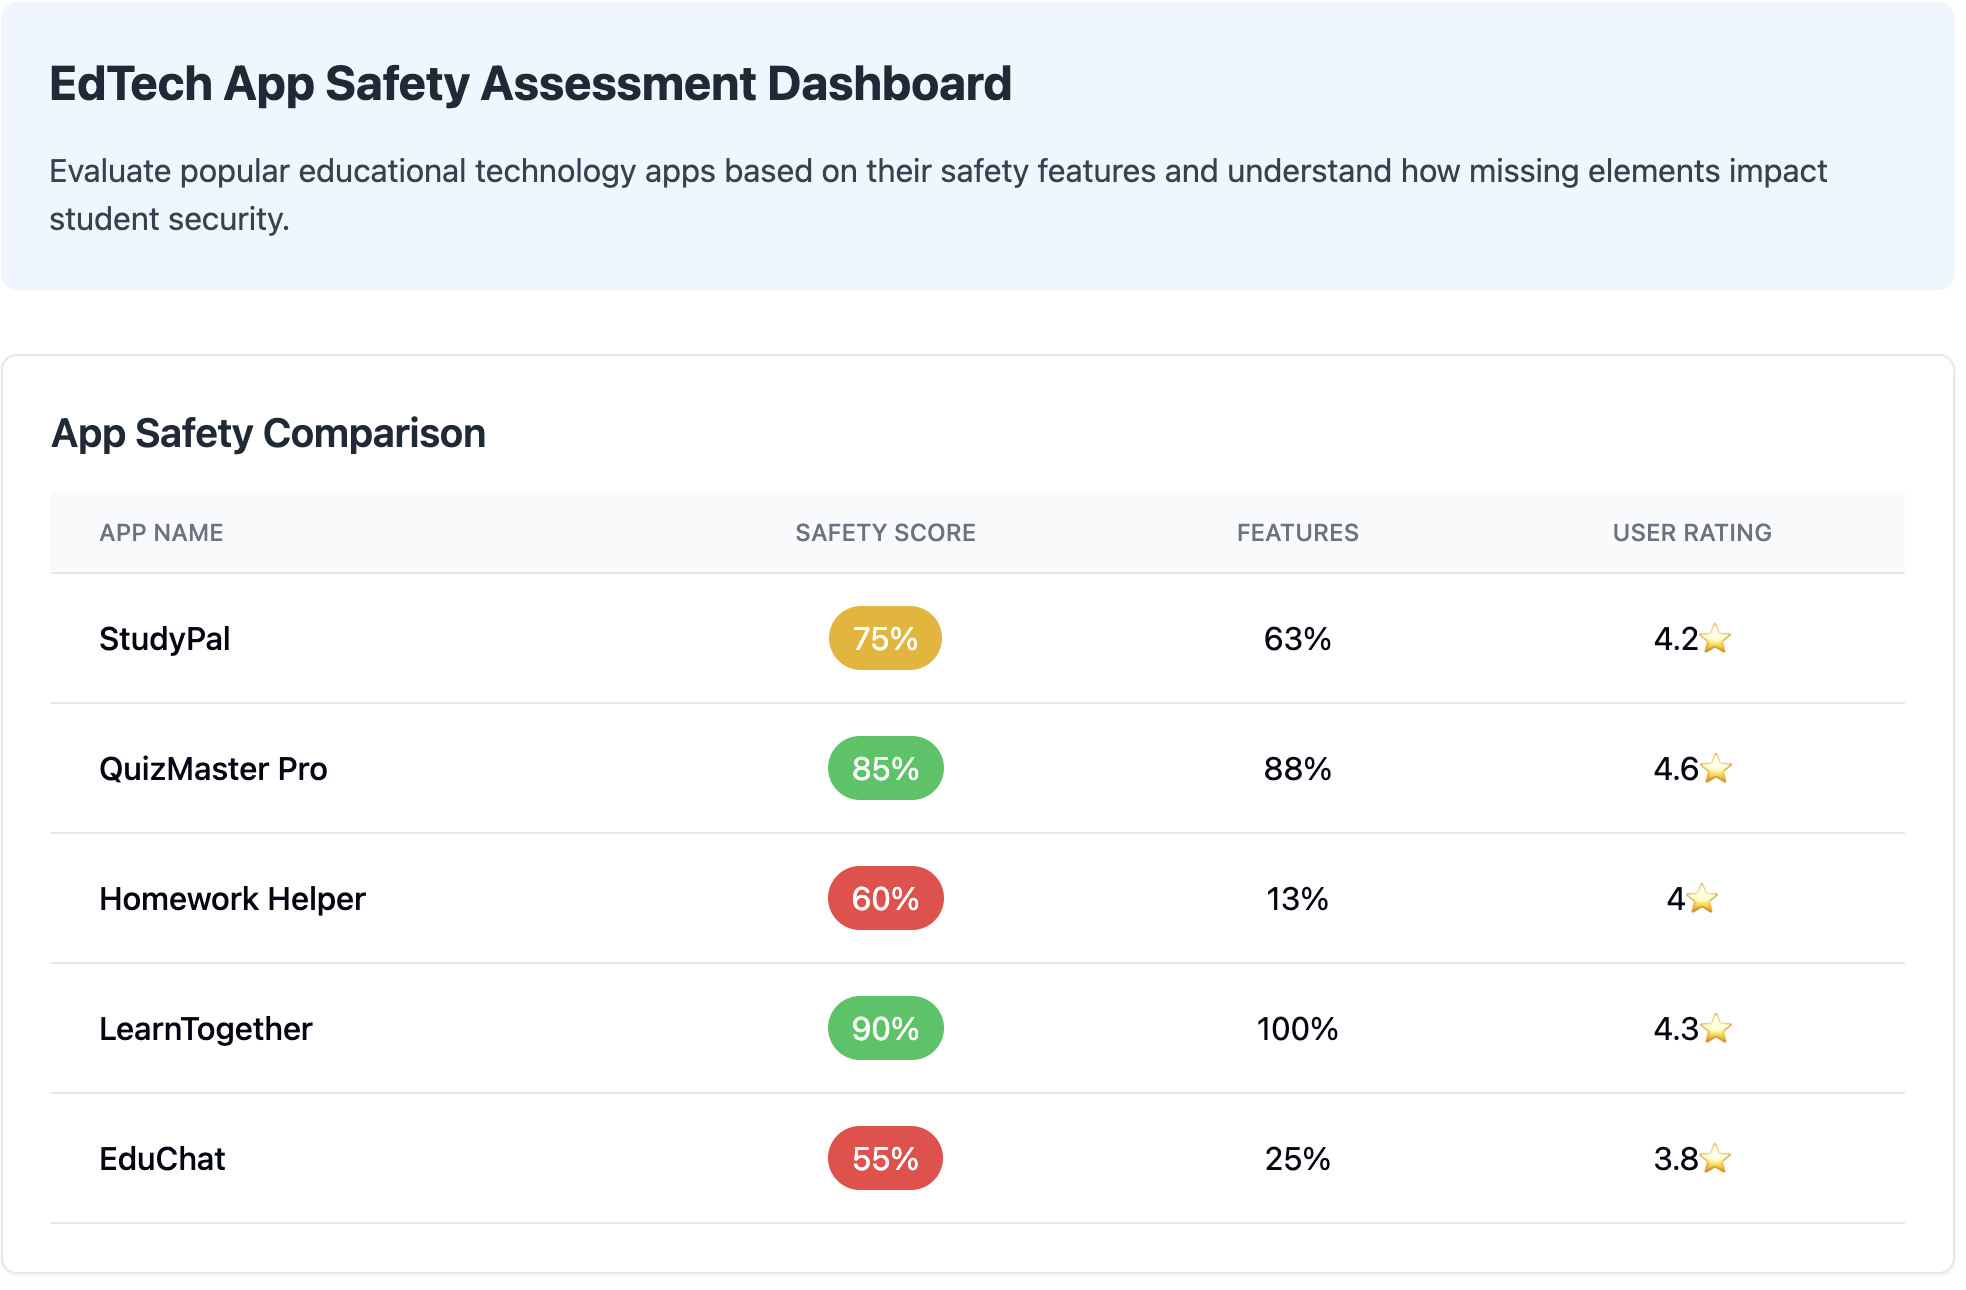 EdTech App Safety Assessment Dashboard
Evaluate popular educational technology apps based on their safety features and understand how missing elements impact
student security.
App Safety Comparison
APP NAME SAFETY SCORE FEATURES USER RATING
StudyPal 75% 63% 4.2⭐
QuizMaster Pro 85% 88% 4.6⭐
Homework Helper 60% 13% 4⭐
LearnTogether 90% 100% 4.3⭐
EduChat 55% 25% 3.8⭐